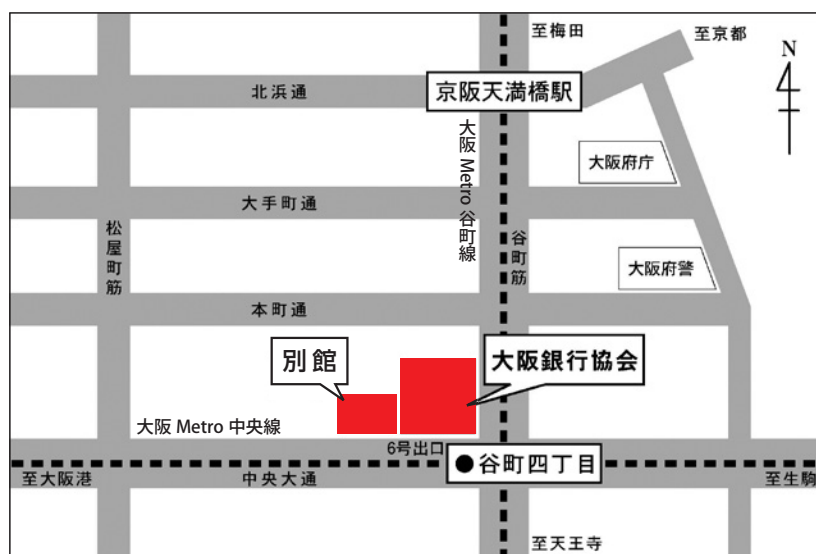 至梅田
至京都
N
北浜通
京阪天満橋駅
大阪府庁
大阪 Metro 谷町線
大手町通
松屋町筋
谷町筋
大阪府警
本町通
別館
大阪銀行協会
大阪 Metro 中央線
6号出口
●谷町四丁目
至大阪港
中央大通
至生駒
至天王寺